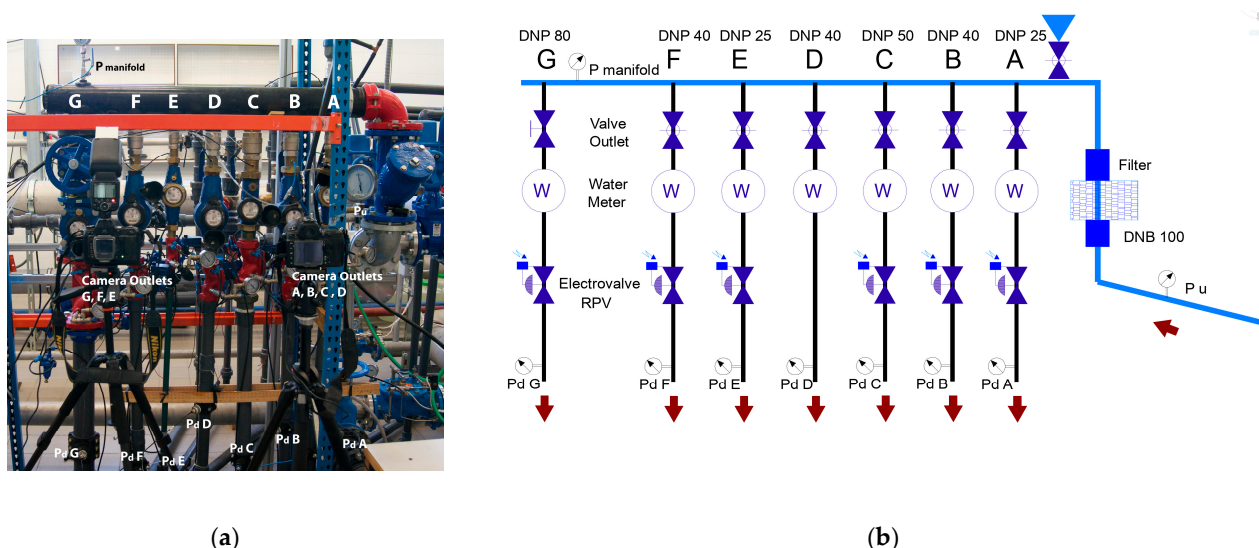 P manifold
G F E D C B A
Pu
Camera Outlets
G, F, E
Camera Outlets
A, B, C , D
Nikon
Pd G
Pd F
Pd E
Pd D
Pd C
Pd B
Pd A
(a)
DNP 80 DNP 40 DNP 25 DNP 40 DNP 50 DNP 40 DNP 25
G F E D C B A
P manifold
Valve
Outlet
Filter
Water
Meter
W W W W W W W
DNB 100
Electrovalve
RPV
P u
Pd G Pd F Pd E Pd D Pd C Pd B Pd A
(b)